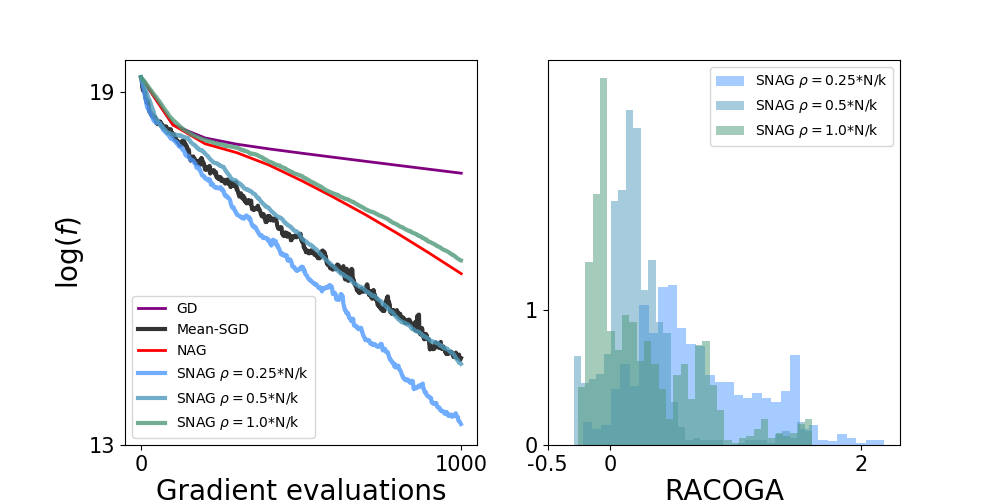 19
13
log(f)
0
1000
Gradient evaluations
GD
Mean-SGD
NAG
SNAG ρ = 0.25*N/k
SNAG ρ = 0.5*N/k
SNAG ρ = 1.0*N/k
1
0
-0.5
0
2
RACOGA
SNAG ρ = 0.25*N/k
SNAG ρ = 0.5*N/k
SNAG ρ = 1.0*N/k